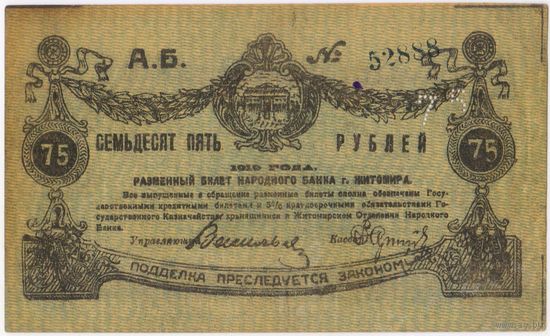 А.Б. № 52888
СЕМЬДЕСЯТ ПЯТЬ РУБЛЕЙ
75 75
1919 ГОДА.
РАЗМЕННЫЙ БИЛЕТ НАРОДНОГО БАНКА г. ЖИТОМИРА.
Все выпущенные в обращение разменные билеты сполна обезпечены Госу-
дарственными кредитными билетами и 5% краткосрочными обязательствами Го-
сударственного Казначейства, хранящимися в Житомирском Отделении Народного
Банка.
Управляющий Кассир
ПОДДЕЛКА ПРЕСЛЕДУЕТСЯ ЗАКОНОМ